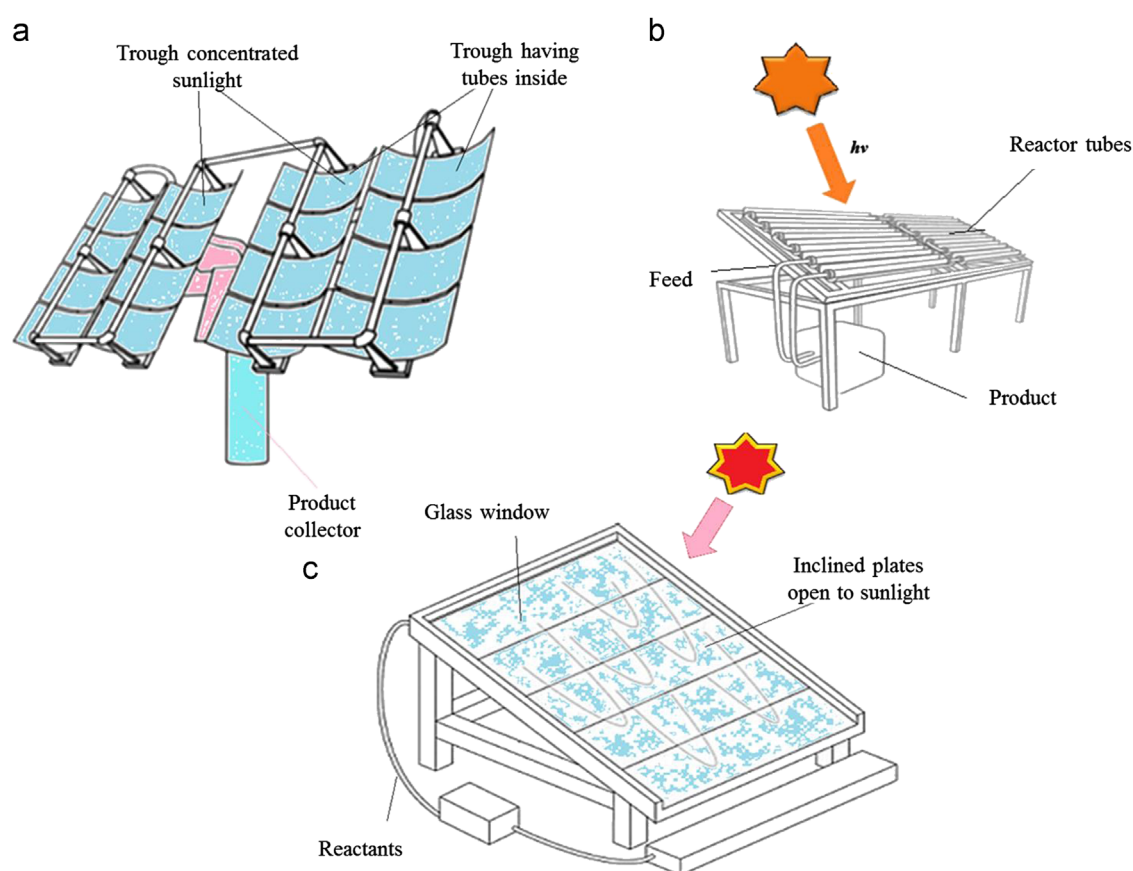 a
Trough concentrated
sunlight
Trough having
tubes inside
Product
collector
b
hv
Reactor tubes
Feed
Product
c
Glass window
Inclined plates
open to sunlight
Reactants